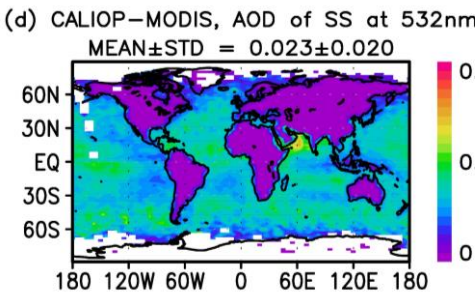 (d) CALIOP−MODIS, AOD of SS at 532nm
MEAN±STD = 0.023±0.020
60N
30N
EQ
30S
60S
180 120W 60W 0 60E 120E 180
0
0
0